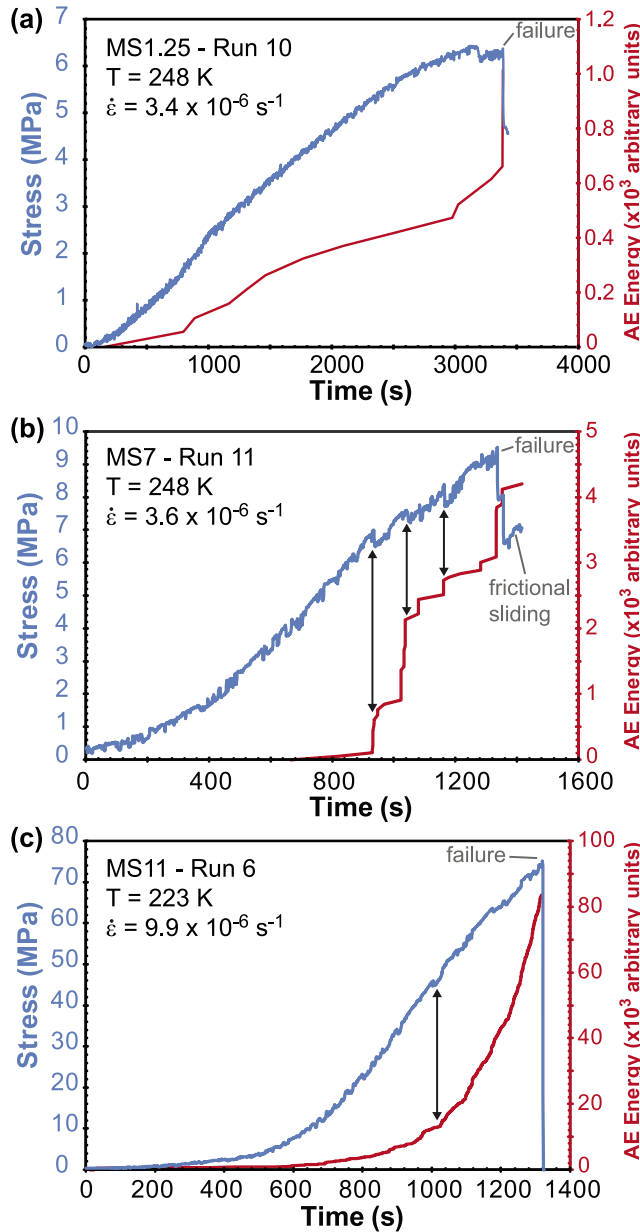 (a)
MS1.25 - Run 10
T = 248 K
ε̇ = 3.4 x 10⁻⁶ s⁻¹
failure
Stress (MPa)
7
6
5
4
3
2
1
0
AE Energy (x10³ arbitrary units)
1.2
1.0
0.8
0.6
0.4
0.2
0
0 1000 2000 3000 4000
Time (s)
(b)
MS7 - Run 11
T = 248 K
ε̇ = 3.6 x 10⁻⁶ s⁻¹
failure
frictional
sliding
Stress (MPa)
10
9
8
7
6
5
4
3
2
1
0
AE Energy (x10³ arbitrary units)
5
4
3
2
1
0
0 400 800 1200 1600
Time (s)
(c)
MS11 - Run 6
T = 223 K
ε̇ = 9.9 x 10⁻⁶ s⁻¹
failure
Stress (MPa)
80
70
60
50
40
30
20
10
0
AE Energy (x10³ arbitrary units)
100
80
60
40
20
0
0 200 400 600 800 1000 1200 1400
Time (s)